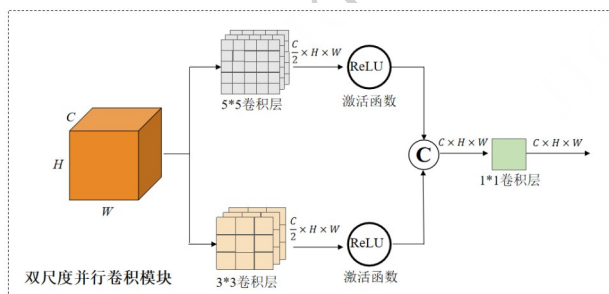 C
H
W
5*5卷积层
C/2 × H × W
ReLU
激活函数
C
C × H × W
1*1卷积层
C × H × W
3*3卷积层
C/2 × H × W
ReLU
激活函数
双尺度并行卷积模块